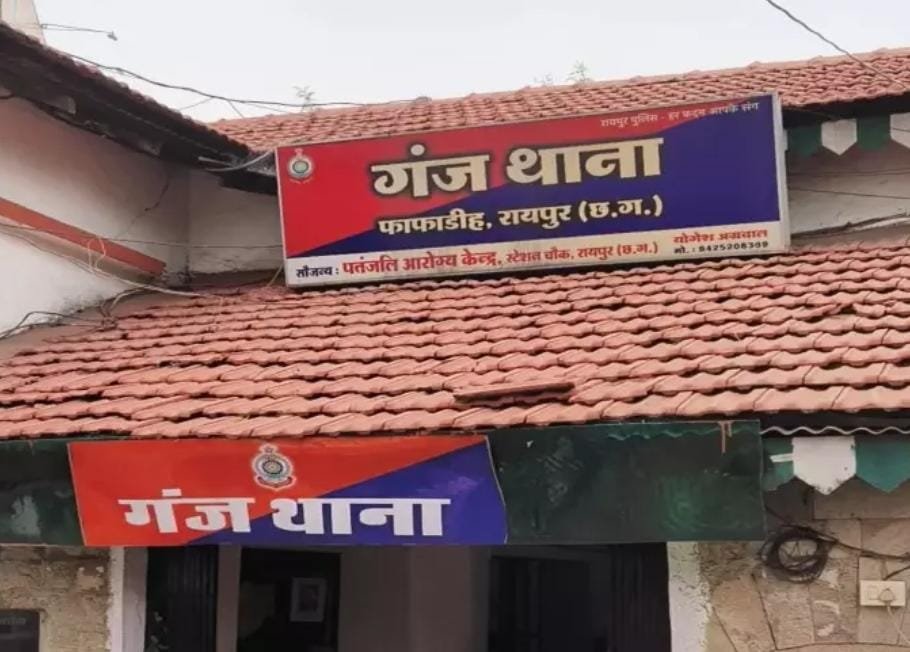 रायपुर पुलिस - हर कदम आपके संग
गंज थाना
फाफाडीह, रायपुर (छ.ग.)
सौजन्य : पतंजलि आरोग्य केन्द्र, स्टेशन चौक, रायपुर (छ.ग.)
योगेश अग्रवाल
मो. : 9425208399
गंज थाना